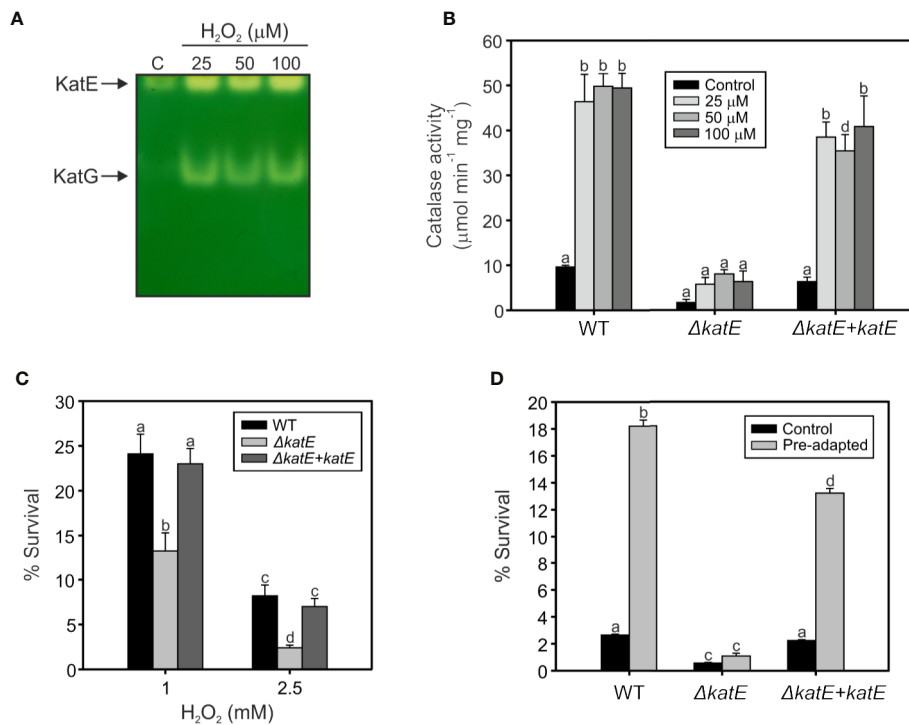 A
H₂O₂ (μM)
C 25 50 100
KatE
KatG
B
Catalase activity
(μmol min⁻¹ mg⁻¹)
60
50
40
30
20
10
0
Control
25 μM
50 μM
100 μM
a b b b
a a a a
a b d b
WT ΔkatE ΔkatE+katE
C
% Survival
30
25
20
15
10
5
0
WT
ΔkatE
ΔkatE+katE
a b a
c d c
1 2.5
H₂O₂ (mM)
D
% Survival
20
18
16
14
12
10
8
6
4
2
0
Control
Pre-adapted
a b
c c
a d
WT ΔkatE ΔkatE+katE